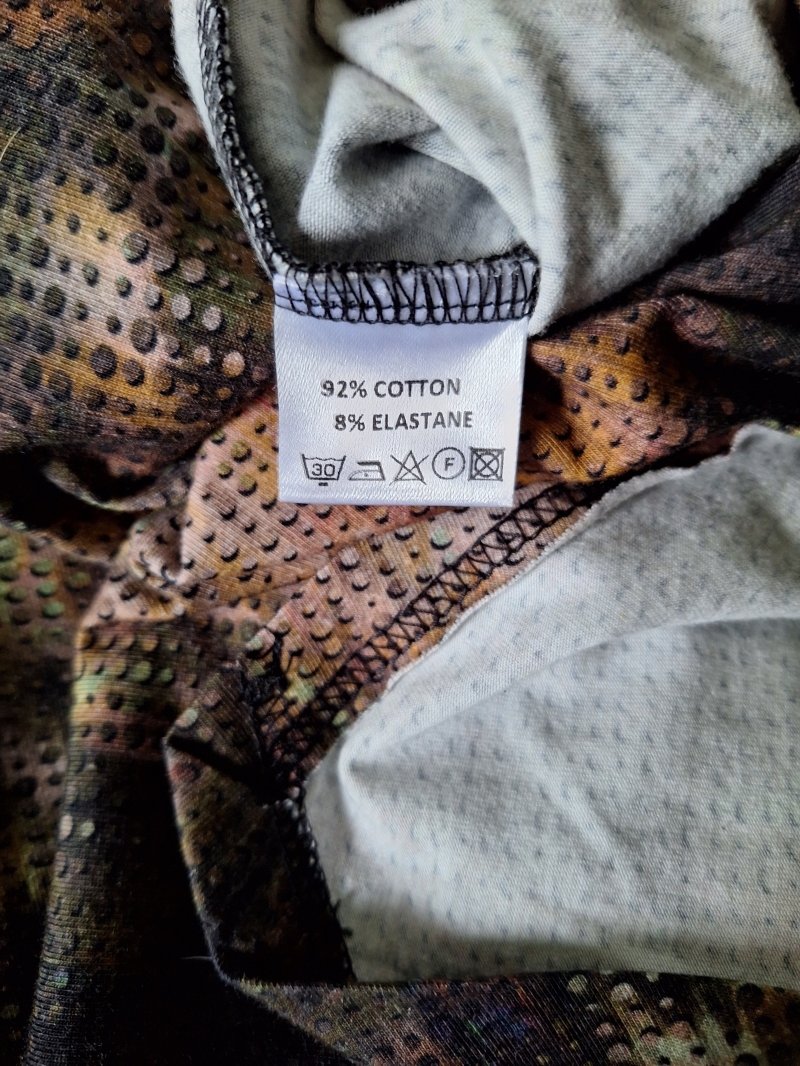 92% COTTON
8% ELASTANE
30 F